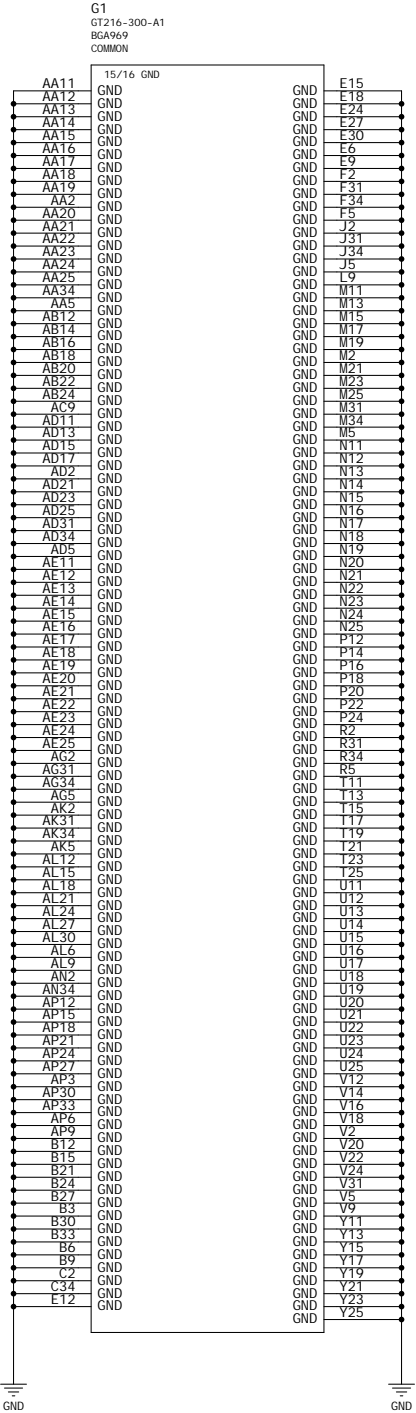 G1
GT216-300-A1
BGA969
COMMON
15/16 GND
AA11 GND GND E15
AA12 GND GND E18
AA13 GND GND E24
AA14 GND GND E27
AA15 GND GND E30
AA16 GND GND E6
AA17 GND GND E9
AA18 GND GND F2
AA19 GND GND F31
AA2 GND GND F34
AA20 GND GND F5
AA21 GND GND J2
AA22 GND GND J31
AA23 GND GND J34
AA24 GND GND J5
AA25 GND GND L9
AA34 GND GND M11
AA5 GND GND M13
AB12 GND GND M15
AB14 GND GND M17
AB16 GND GND M19
AB18 GND GND M2
AB20 GND GND M21
AB22 GND GND M23
AB24 GND GND M25
AC9 GND GND M31
AD11 GND GND M34
AD13 GND GND M5
AD15 GND GND N11
AD17 GND GND N12
AD2 GND GND N13
AD21 GND GND N14
AD23 GND GND N15
AD25 GND GND N16
AD31 GND GND N17
AD34 GND GND N18
AD5 GND GND N19
AE11 GND GND N20
AE12 GND GND N21
AE13 GND GND N22
AE14 GND GND N23
AE15 GND GND N24
AE16 GND GND N25
AE17 GND GND P12
AE18 GND GND P14
AE19 GND GND P16
AE20 GND GND P18
AE21 GND GND P20
AE22 GND GND P22
AE23 GND GND P24
AE24 GND GND R2
AE25 GND GND R31
AG2 GND GND R34
AG31 GND GND R5
AG34 GND GND T11
AG5 GND GND T13
AK2 GND GND T15
AK31 GND GND T17
AK34 GND GND T19
AK5 GND GND T21
AL12 GND GND T23
AL15 GND GND T25
AL18 GND GND U11
AL21 GND GND U12
AL24 GND GND U13
AL27 GND GND U14
AL30 GND GND U15
AL6 GND GND U16
AL9 GND GND U17
AN2 GND GND U18
AN34 GND GND U19
AP12 GND GND U20
AP15 GND GND U21
AP18 GND GND U22
AP21 GND GND U23
AP24 GND GND U24
AP27 GND GND U25
AP3 GND GND V12
AP30 GND GND V14
AP33 GND GND V16
AP6 GND GND V18
AP9 GND GND V2
B12 GND GND V20
B15 GND GND V22
B21 GND GND V24
B24 GND GND V31
B27 GND GND V5
B3 GND GND V9
B30 GND GND Y11
B33 GND GND Y13
B6 GND GND Y15
B9 GND GND Y17
C2 GND GND Y19
C34 GND GND Y21
E12 GND GND Y23
GND Y25
GND GND